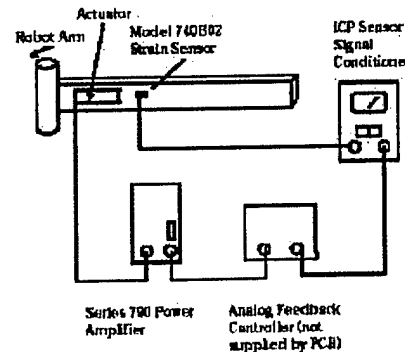 Actuator
Robot Arm
Model 740B02
Strain Sensor
ICP Sensor
Signal
Conditioner
Series 790 Power
Amplifier
Analog Feedback
Controller (not
supplied by PCB)